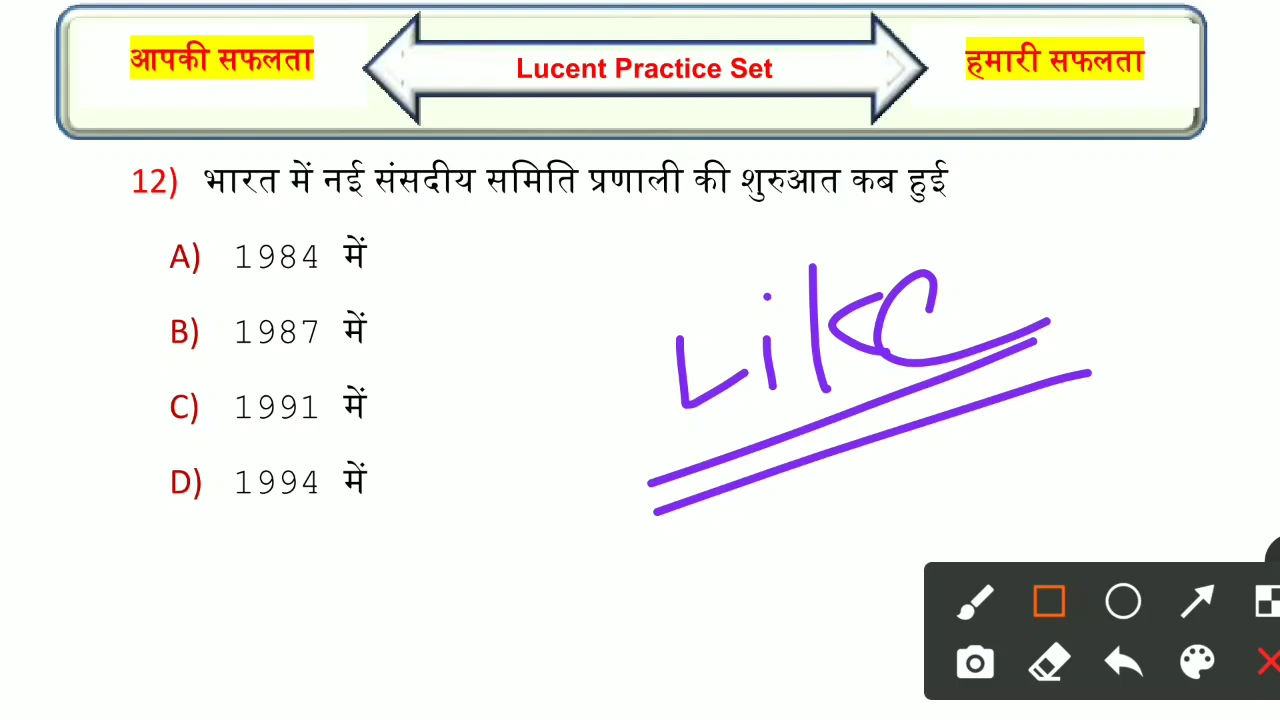 आपकी सफलता
Lucent Practice Set
हमारी सफलता
12) भारत में नई संसदीय समिति प्रणाली की शुरुआत कब हुई
A) 1984 में
B) 1987 में
C) 1991 में
D) 1994 में
Like